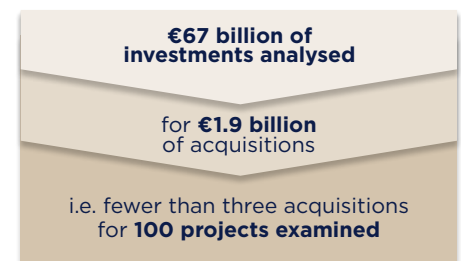 €67 billion of
investments analysed
for €1.9 billion
of acquisitions
i.e. fewer than three acquisitions
for 100 projects examined